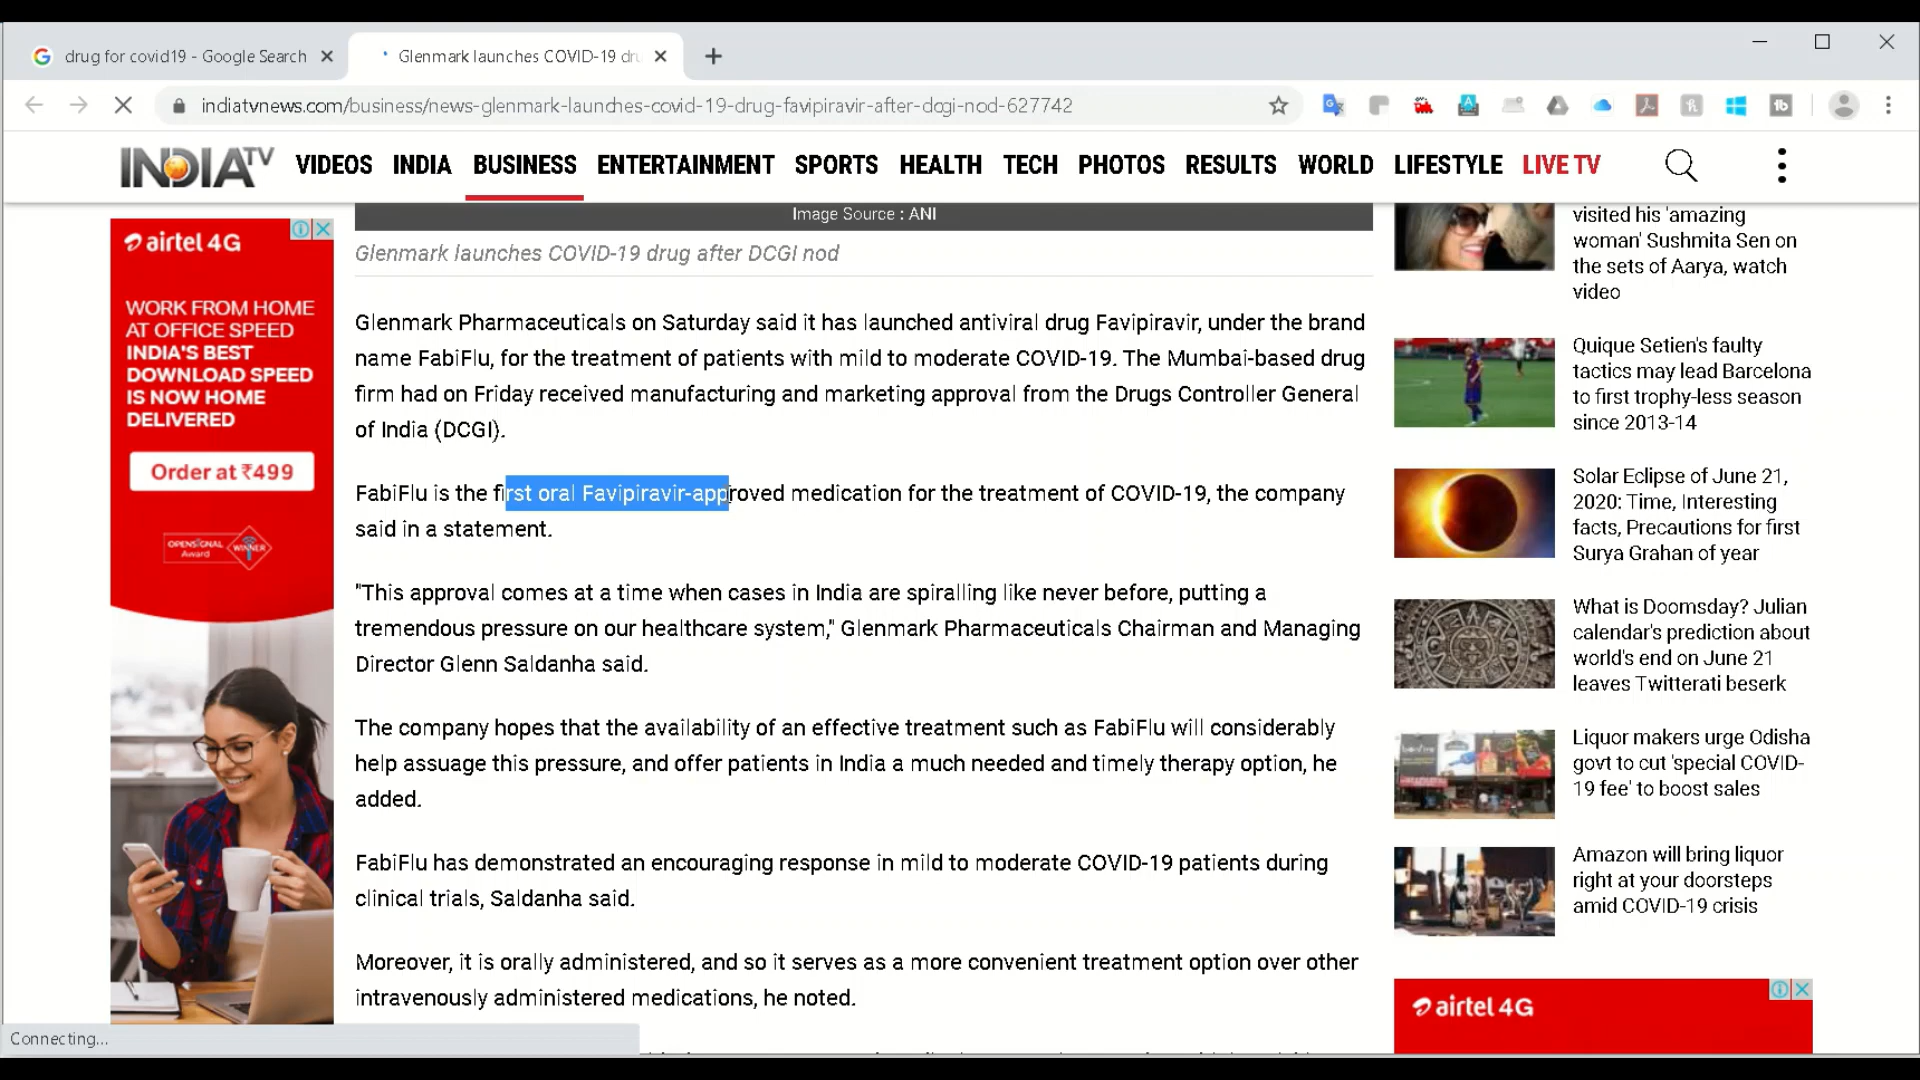 drug for covid19 - Google Search
Glenmark launches COVID-19 dr
indiatvnews.com/business/news-glenmark-launches-covid-19-drug-favipiravir-after-dcgi-nod-627742
INDIA TV VIDEOS INDIA BUSINESS ENTERTAINMENT SPORTS HEALTH TECH PHOTOS RESULTS WORLD LIFESTYLE LIVE TV
airtel 4G
WORK FROM HOME
AT OFFICE SPEED
INDIA'S BEST
DOWNLOAD SPEED
IS NOW HOME
DELIVERED
Order at ₹499
OPENSIGNAL
Award
WINNER
Image Source : ANI
Glenmark launches COVID-19 drug after DCGI nod
Glenmark Pharmaceuticals on Saturday said it has launched antiviral drug Favipiravir, under the brand
name FabiFlu, for the treatment of patients with mild to moderate COVID-19. The Mumbai-based drug
firm had on Friday received manufacturing and marketing approval from the Drugs Controller General
of India (DCGI).
FabiFlu is the first oral Favipiravir-approved medication for the treatment of COVID-19, the company
said in a statement.
"This approval comes at a time when cases in India are spiralling like never before, putting a
tremendous pressure on our healthcare system," Glenmark Pharmaceuticals Chairman and Managing
Director Glenn Saldanha said.
The company hopes that the availability of an effective treatment such as FabiFlu will considerably
help assuage this pressure, and offer patients in India a much needed and timely therapy option, he
added.
FabiFlu has demonstrated an encouraging response in mild to moderate COVID-19 patients during
clinical trials, Saldanha said.
Moreover, it is orally administered, and so it serves as a more convenient treatment option over other
intravenously administered medications, he noted.
visited his 'amazing
woman' Sushmita Sen on
the sets of Aarya, watch
video
Quique Setien's faulty
tactics may lead Barcelona
to first trophy-less season
since 2013-14
Solar Eclipse of June 21,
2020: Time, Interesting
facts, Precautions for first
Surya Grahan of year
What is Doomsday? Julian
calendar's prediction about
world's end on June 21
leaves Twitterati beserk
Liquor makers urge Odisha
govt to cut 'special COVID-
19 fee' to boost sales
Amazon will bring liquor
right at your doorsteps
amid COVID-19 crisis
airtel 4G
Connecting...